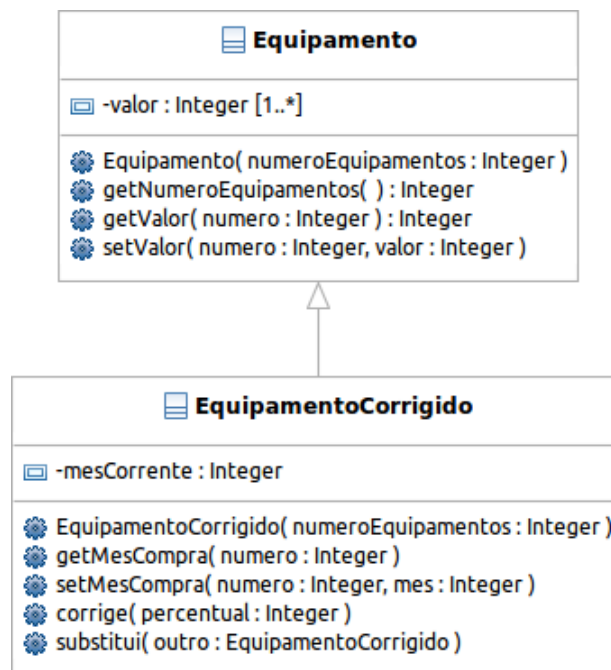 Equipamento
-valor : Integer [1..*]
Equipamento( numeroEquipamentos : Integer )
getNumeroEquipamentos( ) : Integer
getValor( numero : Integer ) : Integer
setValor( numero : Integer, valor : Integer )
EquipamentoCorrigido
-mesCorrente : Integer
EquipamentoCorrigido( numeroEquipamentos : Integer )
getMesCompra( numero : Integer )
setMesCompra( numero : Integer, mes : Integer )
corrige( percentual : Integer )
substitui( outro : EquipamentoCorrigido )